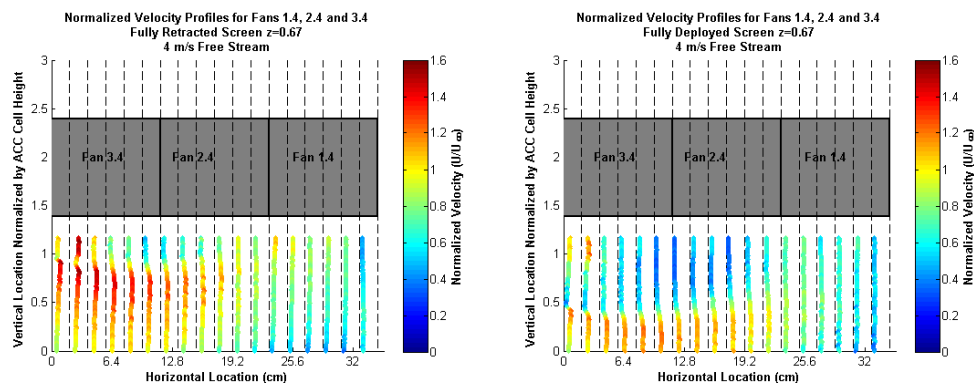 Normalized Velocity Profiles for Fans 1.4, 2.4 and 3.4
Fully Retracted Screen z=0.67
4 m/s Free Stream
Vertical Location Normalized by ACC Cell Height
3
2.5
2
1.5
1
0.5
0
Fan 3.4
Fan 2.4
Fan 1.4
0
6.4
12.8
19.2
25.6
32
Horizontal Location (cm)
1.6
1.4
1.2
1
0.8
0.6
0.4
0.2
0
Normalized Velocity (U/U∞)
Normalized Velocity Profiles for Fans 1.4, 2.4 and 3.4
Fully Deployed Screen z=0.67
4 m/s Free Stream
Vertical Location Normalized by ACC Cell Height
3
2.5
2
1.5
1
0.5
0
Fan 3.4
Fan 2.4
Fan 1.4
0
6.4
12.8
19.2
25.6
32
Horizontal Location (cm)
1.6
1.4
1.2
1
0.8
0.6
0.4
0.2
0
Normalized Velocity (U/U∞)